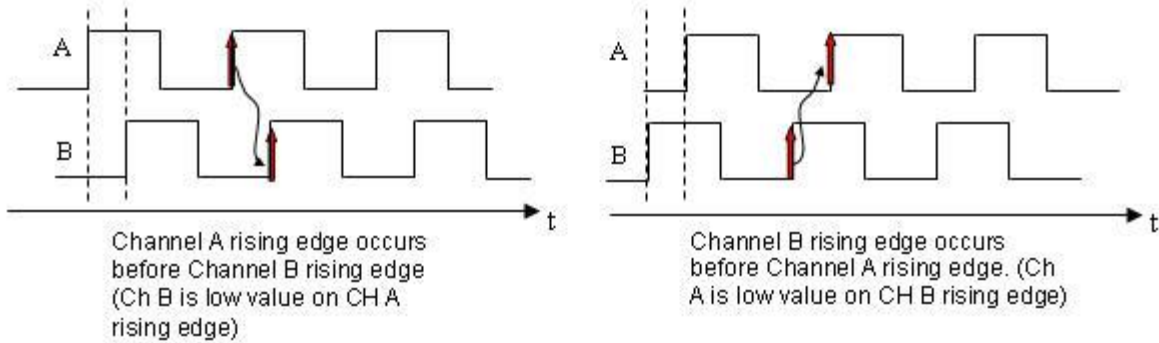 A
B
t
Channel A rising edge occurs
before Channel B rising edge
(Ch B is low value on CH A
rising edge)
A
B
t
Channel B rising edge occurs
before Channel A rising edge. (Ch
A is low value on CH B rising edge)